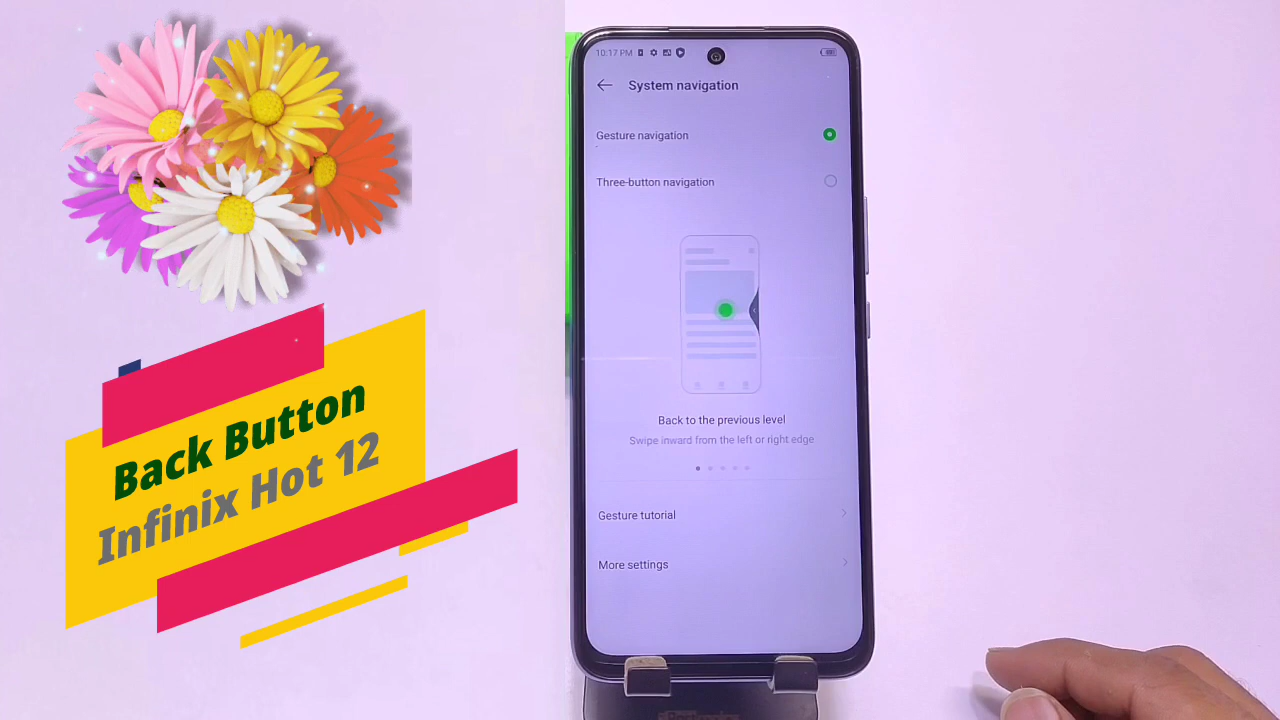 Back Button
Infinix Hot 12
10:17 PM
System navigation
Gesture navigation
Three-button navigation
Back to the previous level
Swipe inward from the left or right edge
Gesture tutorial
More settings